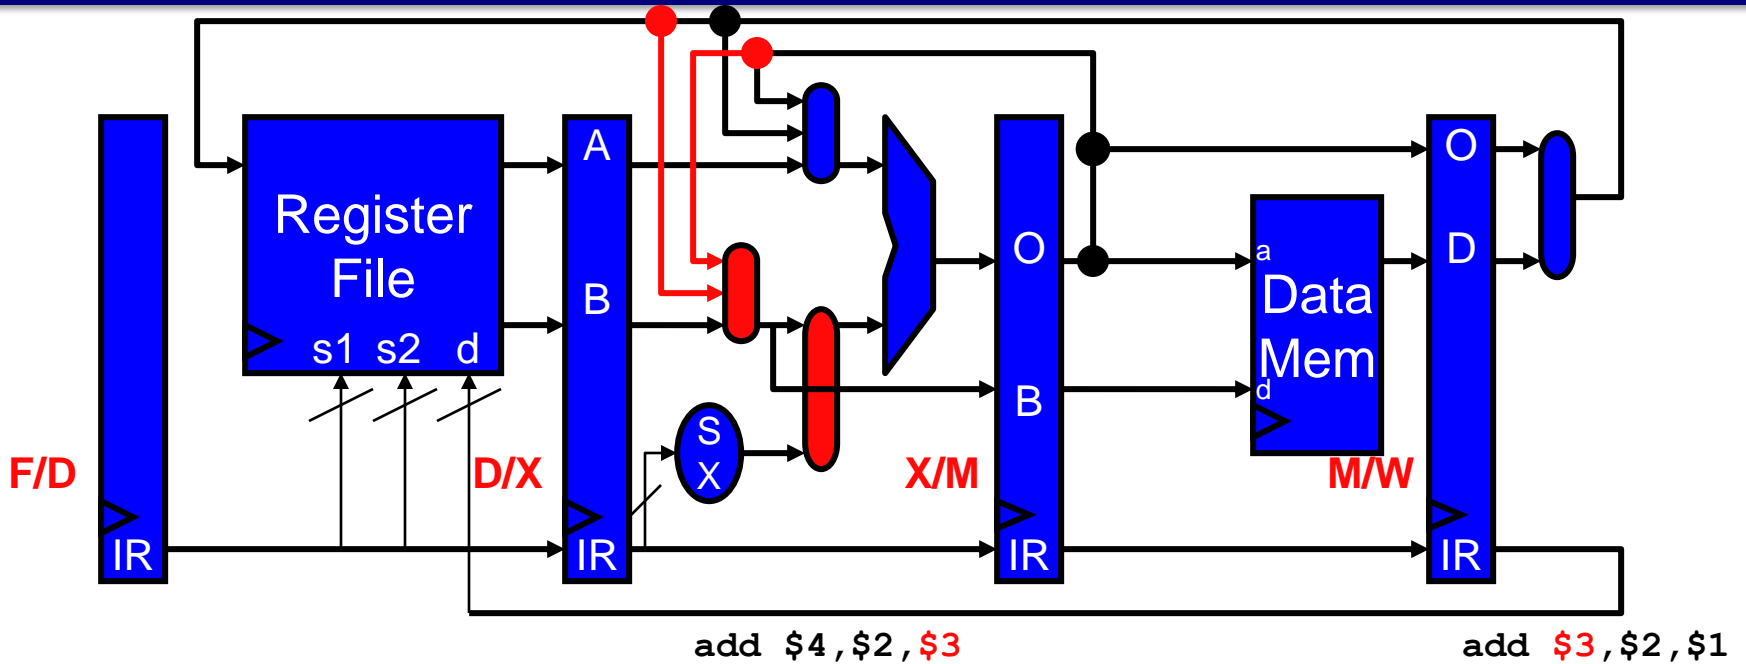 A
O
Register
File
B
O
D
a
Data
Mem
d
s1 s2 d
B
S
X
F/D
D/X
X/M
M/W
IR
IR
IR
IR
add $4,$2,$3
add $3,$2,$1